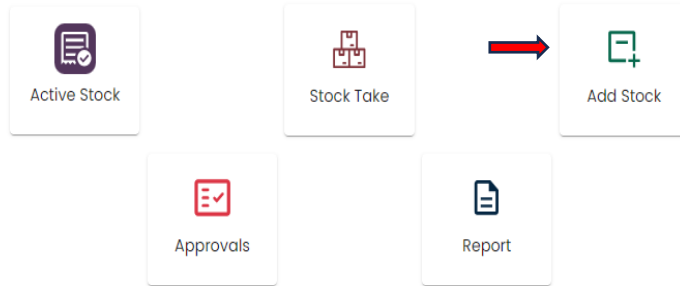 Active Stock
Stock Take
Add Stock
Approvals
Report